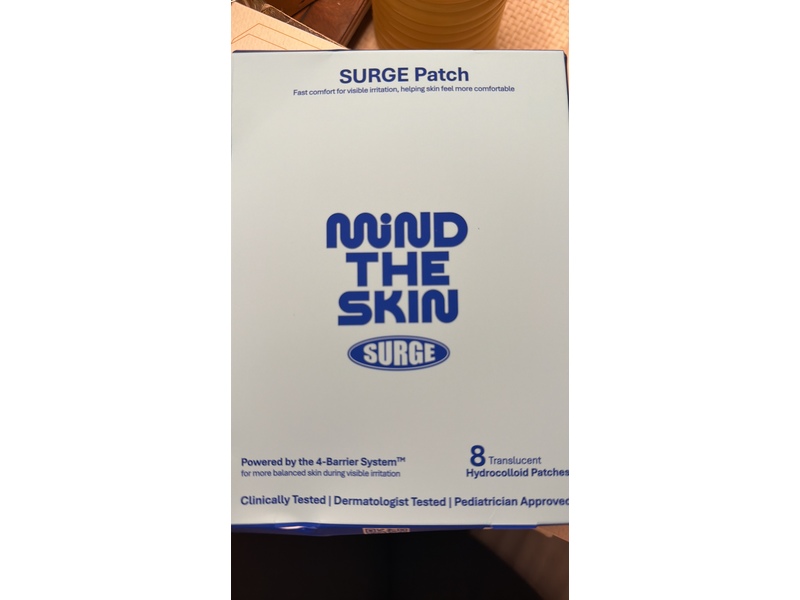 SURGE Patch
Fast comfort for visible irritation, helping skin feel more comfortable
MiND
THE
SKIN
SURGE
Powered by the 4-Barrier System™
for more balanced skin during visible irritation
8 Translucent
Hydrocolloid Patches
Clinically Tested | Dermatologist Tested | Pediatrician Approved